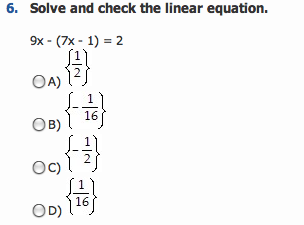 6. Solve and check the linear equation.
9x - (7x - 1) = 2
A) {1/2}
B) {-1/16}
C) {-1/2}
D) {1/16}